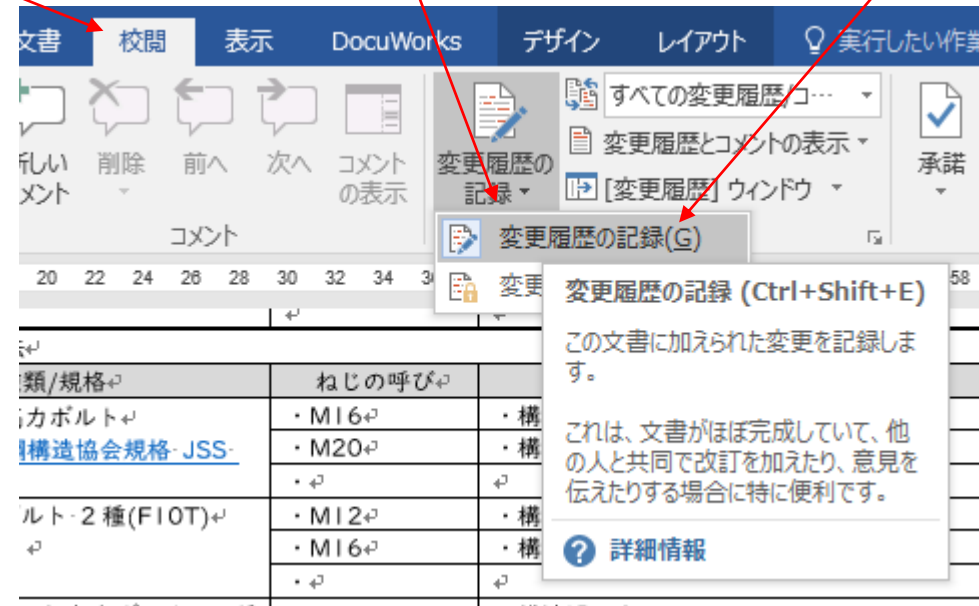 文書 校閲 表示 DocuWorks デザイン レイアウト 実行したい作業
新しい 削除 前へ 次へ コメント
コメント の表示
変更履歴の
記録
すべての変更履歴/コ…
変更履歴とコメントの表示
[変更履歴] ウィンドウ
承諾
コメント
変更履歴の記録(G)
変更
20 22 24 26 28 30 32 34 58
変更履歴の記録 (Ctrl+Shift+E)
この文書に加えられた変更を記録しま
す。
これは、文書がほぼ完成していて、他
の人と共同で改訂を加えたり、意見を
伝えたりする場合に特に便利です。
詳細情報
類/規格 ねじの呼び
力ボルト ・M16 ・構
構造協会規格 JSS
・M20 ・構
・
ルト 2種(F10T) ・M12 ・構
・M16 ・構
・